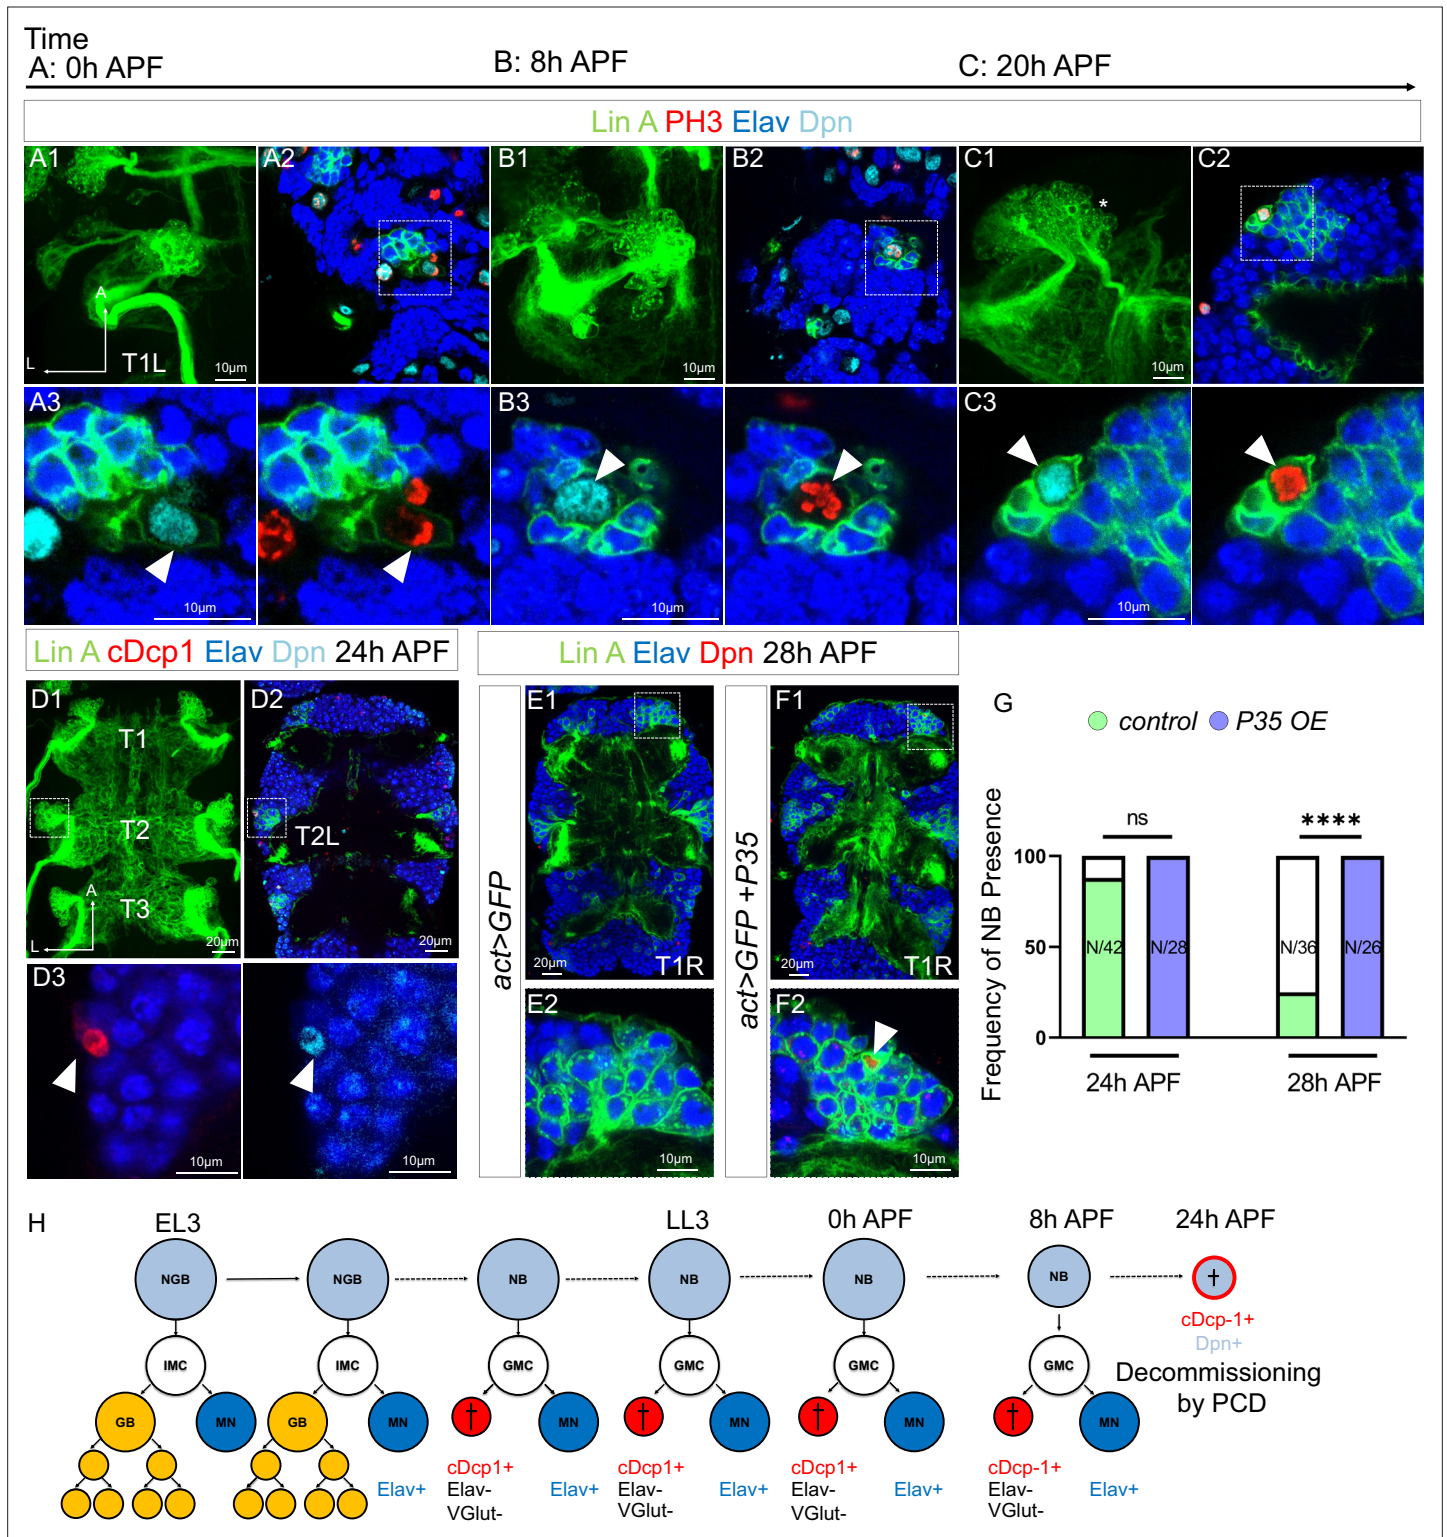 Time
A: 0h APF
B: 8h APF
C: 20h APF
Lin A PH3 Elav Dpn
A1
A2
B1
B2
C1
C2
*
A
L
T1L
10µm
10µm
10µm
A3
B3
C3
10µm
10µm
10µm
Lin A cDcp1 Elav Dpn 24h APF
Lin A Elav Dpn 28h APF
D1
D2
T1
T2
T3
A
L
20µm
T2L
20µm
D3
10µm
10µm
act>GFP
E1
20µm
T1R
E2
10µm
act>GFP +P35
F1
20µm
T1R
F2
10µm
G
control P35 OE
ns
****
Frequency of NB Presence
100
50
0
N/42
N/28
N/36
N/26
24h APF
28h APF
H
EL3
LL3
0h APF
8h APF
24h APF
NGB
NGB
NB
NB
NB
NB
†
IMC
IMC
GMC
GMC
GMC
GMC
cDcp-1+
Dpn+
Decommissioning
by PCD
GB
MN
GB
MN
†
MN
†
MN
†
MN
†
MN
Elav+
cDcp1+
Elav-
VGlut-
Elav+
cDcp1+
Elav-
VGlut-
Elav+
cDcp1+
Elav-
VGlut-
Elav+
cDcp-1+
Elav-
VGlut-
Elav+